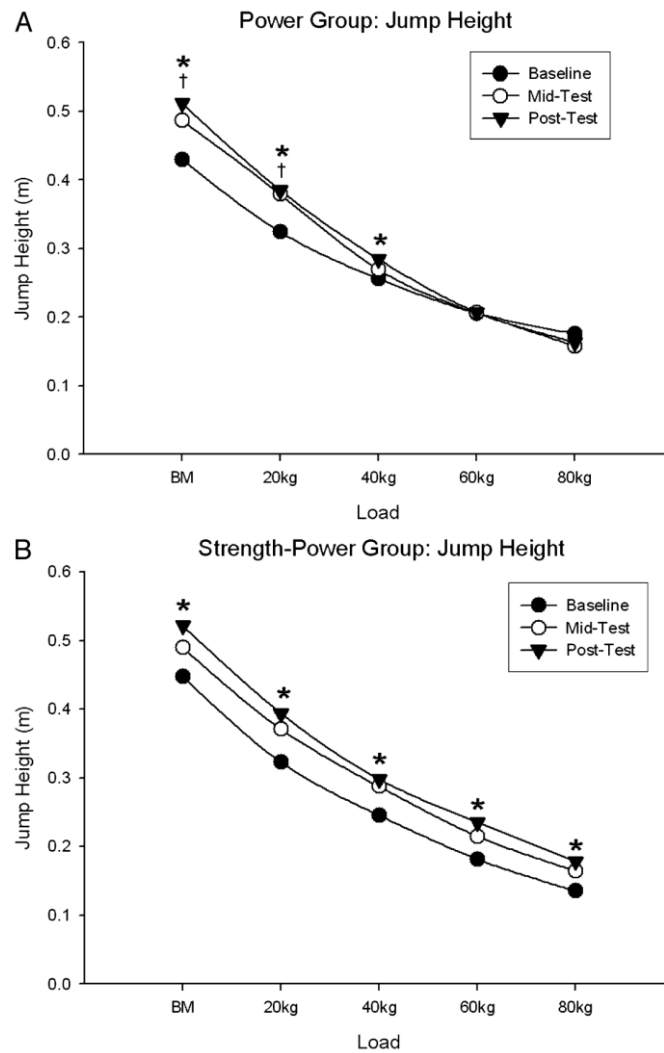 A
Power Group: Jump Height
0.6
0.5
0.4
0.3
0.2
0.1
0.0
Jump Height (m)
Baseline
Mid-Test
Post-Test
*
†
*
†
*
BM 20kg 40kg 60kg 80kg
Load
B
Strength-Power Group: Jump Height
0.6
0.5
0.4
0.3
0.2
0.1
0.0
Jump Height (m)
Baseline
Mid-Test
Post-Test
*
*
*
*
*
BM 20kg 40kg 60kg 80kg
Load